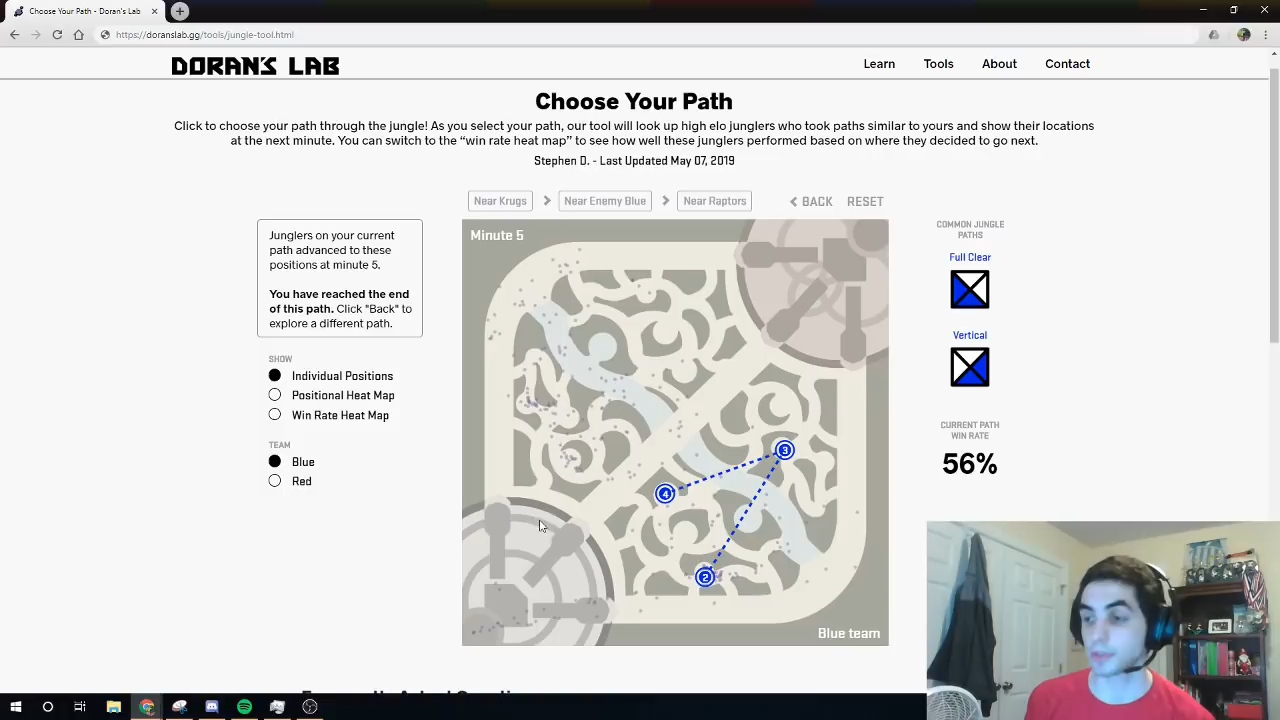 Choose Your Path - Doran's Lab
https://doranslab.gg/tools/jungle-tool.html
DORAN'S LAB
Learn
Tools
About
Contact
Choose Your Path
Click to choose your path through the jungle! As you select your path, our tool will look up high elo junglers who took paths similar to yours and show their locations
at the next minute. You can switch to the “win rate heat map” to see how well these junglers performed based on where they decided to go next.
Stephen D. - Last Updated May 07, 2019
Near Krugs
Near Enemy Blue
Near Raptors
BACK
RESET
Junglers on your current
path advanced to these
positions at minute 5.
You have reached the end
of this path. Click "Back" to
explore a different path.
SHOW
Individual Positions
Positional Heat Map
Win Rate Heat Map
TEAM
Blue
Red
Minute 5
3
4
2
Blue team
COMMON JUNGLE
PATHS
Full Clear
Vertical
CURRENT PATH
WIN RATE
56%